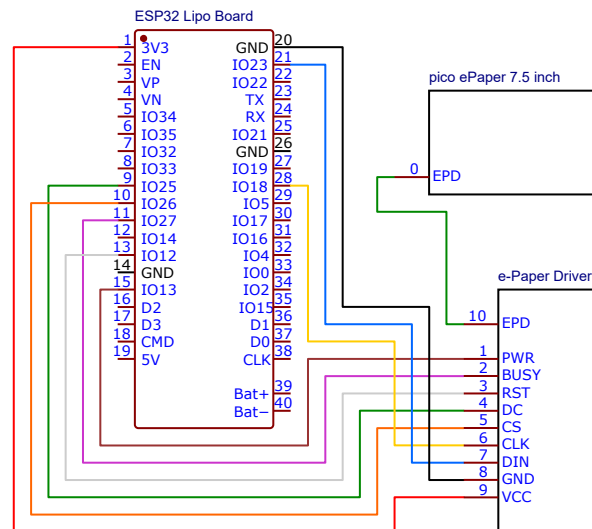 ESP32 Lipo Board
1 3V3 GND 20
2 EN IO23 21
3 VP IO22 22
4 VN TX 23
5 IO34 RX 24
6 IO35 IO21 25
7 IO32 GND 26
8 IO33 IO19 27
9 IO25 IO18 28
10 IO26 IO5 29
11 IO27 IO17 30
12 IO14 IO16 31
13 IO12 IO4 32
14 GND IO0 33
15 IO13 IO2 34
16 D2 IO15 35
17 D3 D1 36
18 CMD D0 37
19 5V CLK 38
Bat+ 39
Bat− 40
pico ePaper 7.5 inch
0 EPD
e-Paper Driver
10 EPD
1 PWR
2 BUSY
3 RST
4 DC
5 CS
6 CLK
7 DIN
8 GND
9 VCC